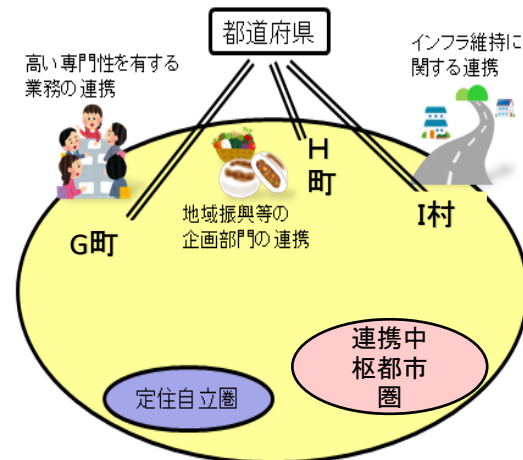 都道府県
高い専門性を有する
業務の連携
インフラ維持に
関する連携
H
町
地域振興等の
企画部門の連携
G町
I村
連携中
枢都市
圏
定住自立圏